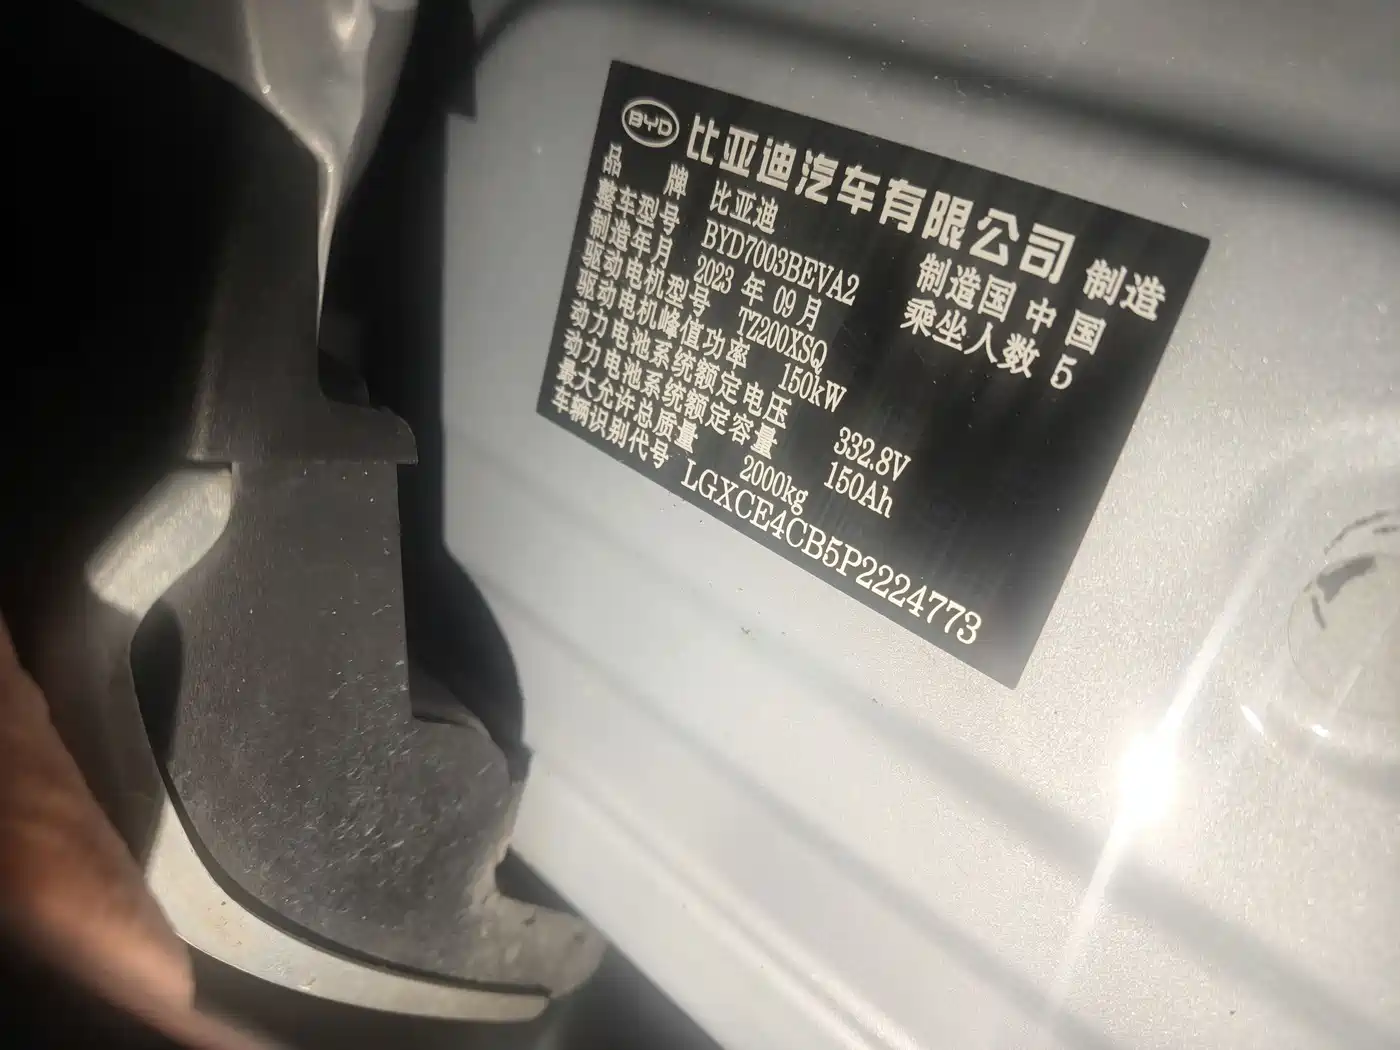 BYD 比亚迪汽车有限公司 制造
品牌 比亚迪 制造国 中国
整车型号 BYD7003BEVA2 乘坐人数 5
制造年月 2023 年 09 月
驱动电机型号 TZ200XSQ
驱动电机峰值功率 150kW
动力电池系统额定电压 332.8V
动力电池系统额定容量 150Ah
最大允许总质量 2000kg
车辆识别代号 LGXCE4CB5P2224773